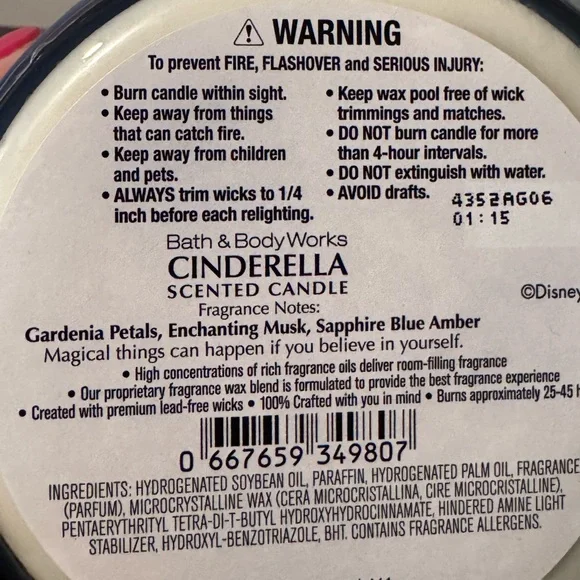 ⚠ WARNING
To prevent FIRE, FLASHOVER and SERIOUS INJURY:
• Burn candle within sight.
• Keep away from things
that can catch fire.
• Keep away from children
and pets.
• ALWAYS trim wicks to 1/4
inch before each relighting.
• Keep wax pool free of wick
trimmings and matches.
• DO NOT burn candle for more
than 4-hour intervals.
• DO NOT extinguish with water.
• AVOID drafts.
4352AG06
01:15
Bath & Body Works
CINDERELLA
SCENTED CANDLE
©Disney
Fragrance Notes:
Gardenia Petals, Enchanting Musk, Sapphire Blue Amber
Magical things can happen if you believe in yourself.
• High concentrations of rich fragrance oils deliver room-filling fragrance
• Our proprietary fragrance wax blend is formulated to provide the best fragrance experience
• Created with premium lead-free wicks • 100% Crafted with you in mind • Burns approximately 25-45 h
0 667659 349807
INGREDIENTS: HYDROGENATED SOYBEAN OIL, PARAFFIN, HYDROGENATED PALM OIL, FRAGRANCE
(PARFUM), MICROCRYSTALLINE WAX (CERA MICROCRISTALLINA, CIRE MICROCRISTALLINE),
PENTAERYTHRITYL TETRA-DI-T-BUTYL HYDROXYHYDROCINNAMATE, HINDERED AMINE LIGHT
STABILIZER, HYDROXYL-BENZOTRIAZOLE, BHT. CONTAINS FRAGRANCE ALLERGENS.